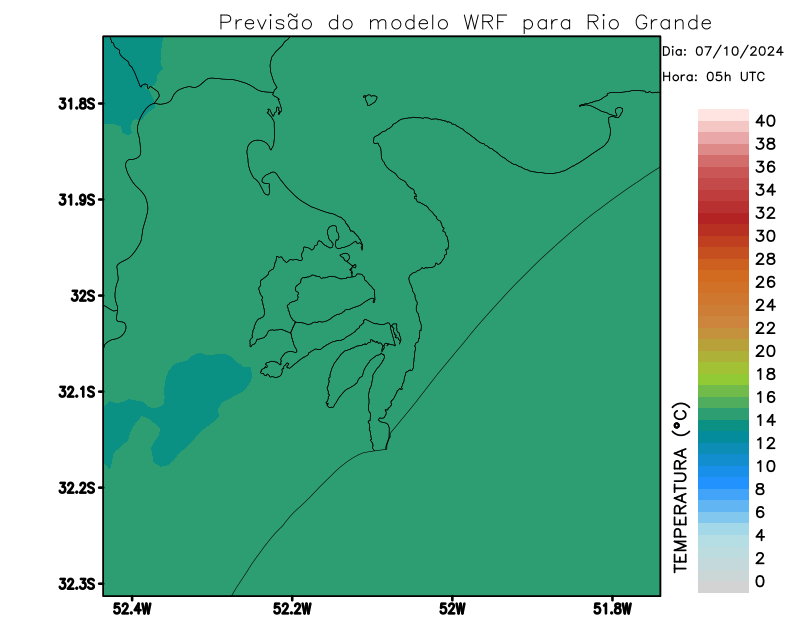 Previsão do modelo WRF para Rio Grande
Dia: 07/10/2024
Hora: 05h UTC
31.8S
31.9S
32S
32.1S
32.2S
32.3S
52.4W
52.2W
52W
51.8W
TEMPERATURA (°C)
40
38
36
34
32
30
28
26
24
22
20
18
16
14
12
10
8
6
4
2
0